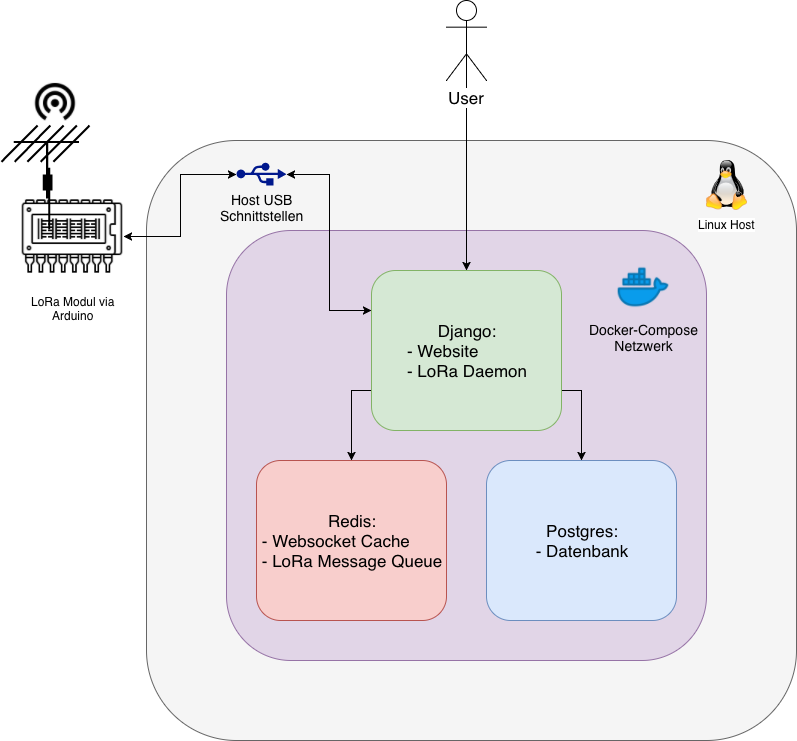 User
Host USB
Schnittstellen
Linux Host
LoRa Modul via
Arduino
Docker-Compose
Netzwerk
Django:
- Website
- LoRa Daemon
Redis:
- Websocket Cache
- LoRa Message Queue
Postgres:
- Datenbank